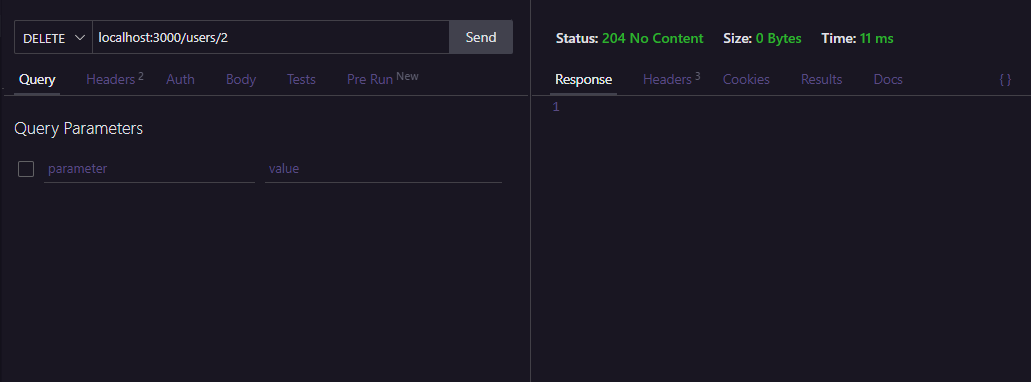 DELETE localhost:3000/users/2 Send
Query Headers 2 Auth Body Tests Pre Run New
Query Parameters
parameter value
Status: 204 No Content Size: 0 Bytes Time: 11 ms
Response Headers 3 Cookies Results Docs { }
1